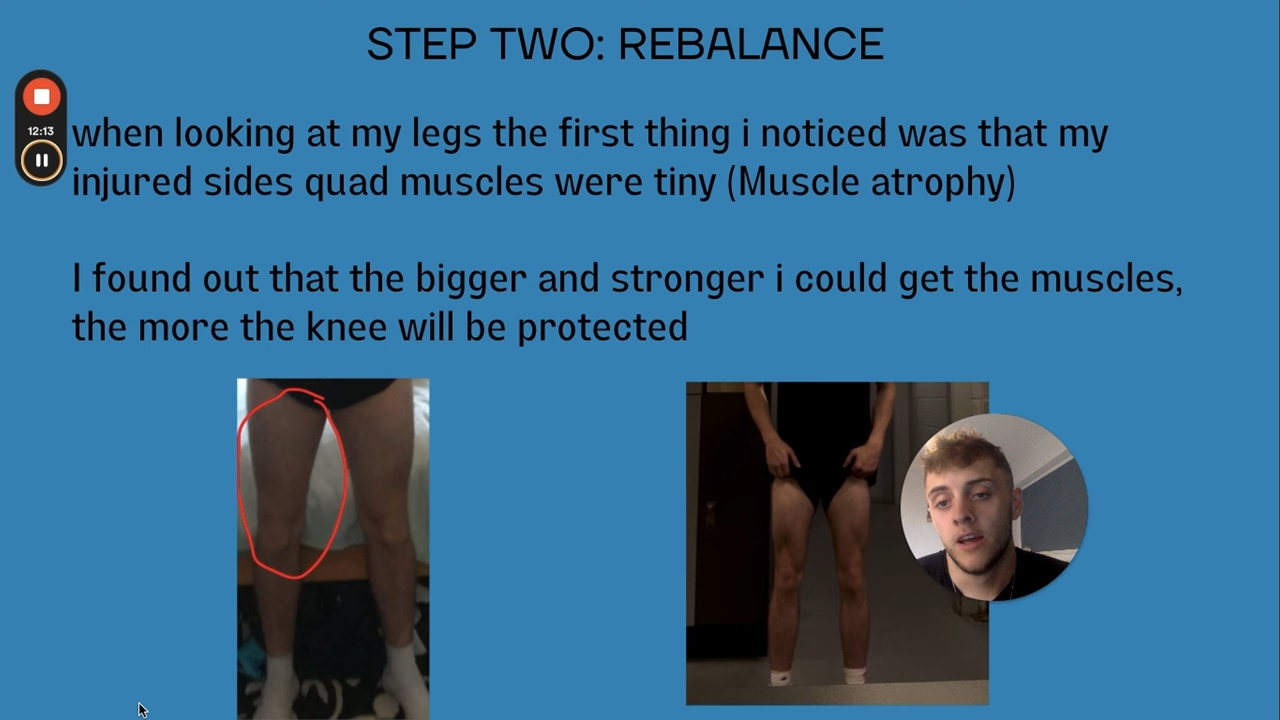 STEP TWO: REBALANCE
12:13
when looking at my legs the first thing i noticed was that my
injured sides quad muscles were tiny (Muscle atrophy)
I found out that the bigger and stronger i could get the muscles,
the more the knee will be protected